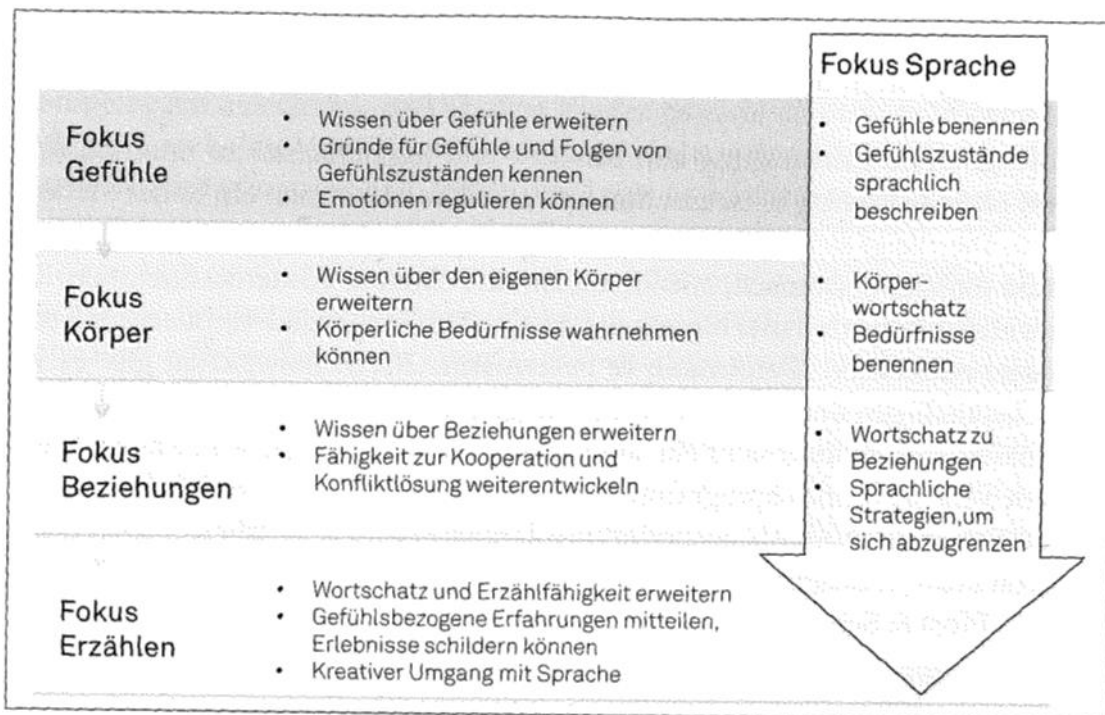 Fokus Sprache
Fokus
Gefühle
• Wissen über Gefühle erweitern
• Gründe für Gefühle und Folgen von
Gefühlszuständen kennen
• Emotionen regulieren können
• Gefühle benennen
• Gefühlszustände
sprachlich
beschreiben
Fokus
Körper
• Wissen über den eigenen Körper
erweitern
• Körperliche Bedürfnisse wahrnehmen
können
• Körper-
wortschatz
• Bedürfnisse
benennen
Fokus
Beziehungen
• Wissen über Beziehungen erweitern
• Fähigkeit zur Kooperation und
Konfliktlösung weiterentwickeln
• Wortschatz zu
Beziehungen
• Sprachliche
Strategien,um
sich abzugrenzen
Fokus
Erzählen
• Wortschatz und Erzählfähigkeit erweitern
• Gefühlsbezogene Erfahrungen mitteilen,
Erlebnisse schildern können
• Kreativer Umgang mit Sprache